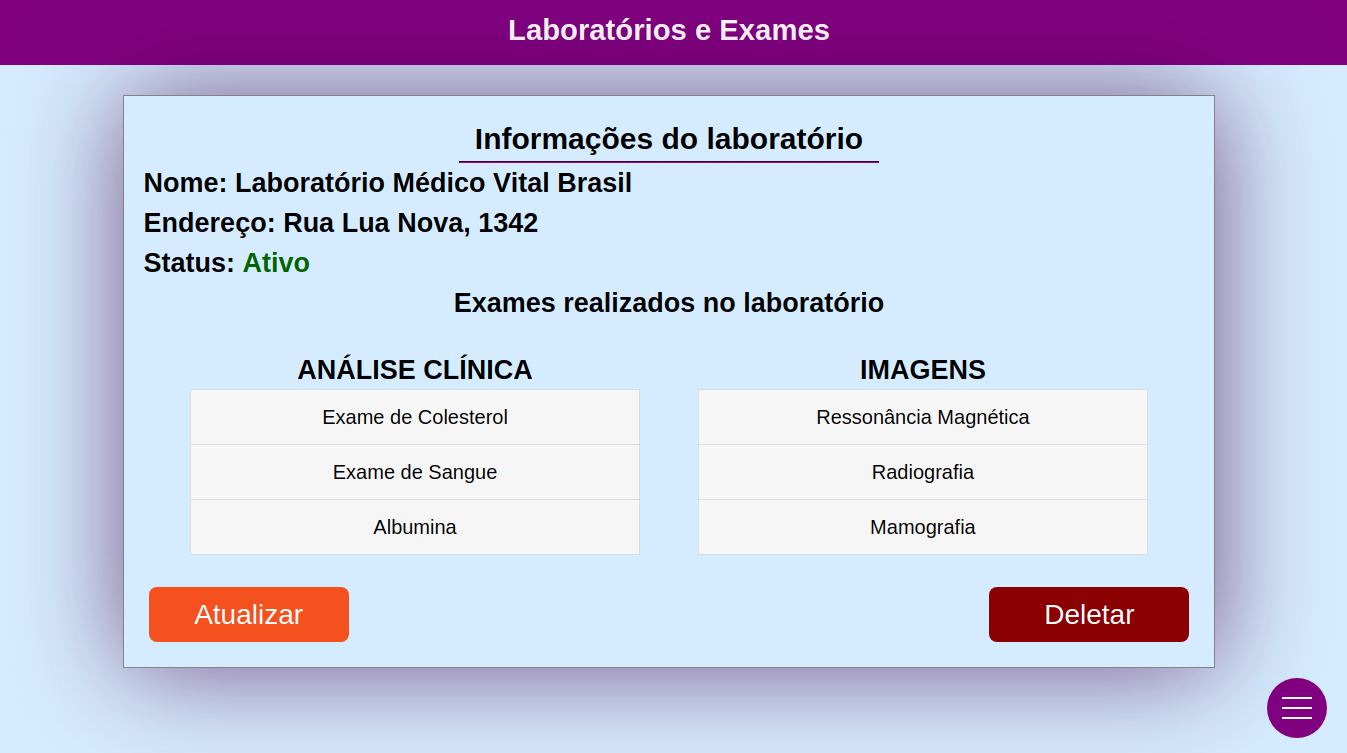 Laboratórios e Exames
Informações do laboratório
Nome: Laboratório Médico Vital Brasil
Endereço: Rua Lua Nova, 1342
Status: Ativo
Exames realizados no laboratório
ANÁLISE CLÍNICA
Exame de Colesterol
Exame de Sangue
Albumina
IMAGENS
Ressonância Magnética
Radiografia
Mamografia
Atualizar
Deletar